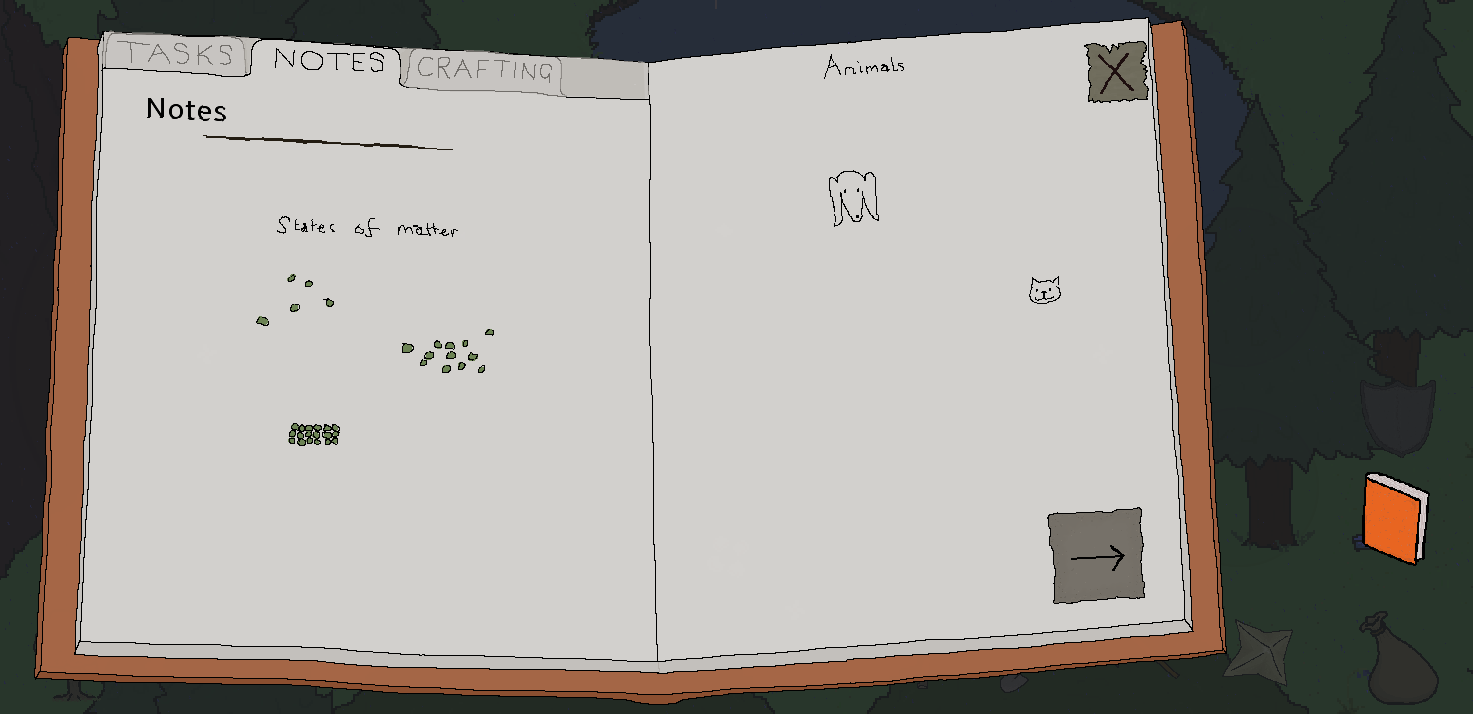 TASKS
NOTES
CRAFTING
Notes
States of matter
Animals